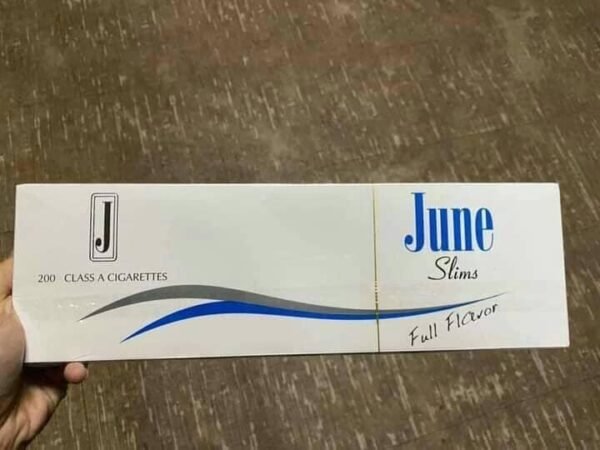 J
200 CLASS A CIGARETTES
June
Slims
Full Flavor